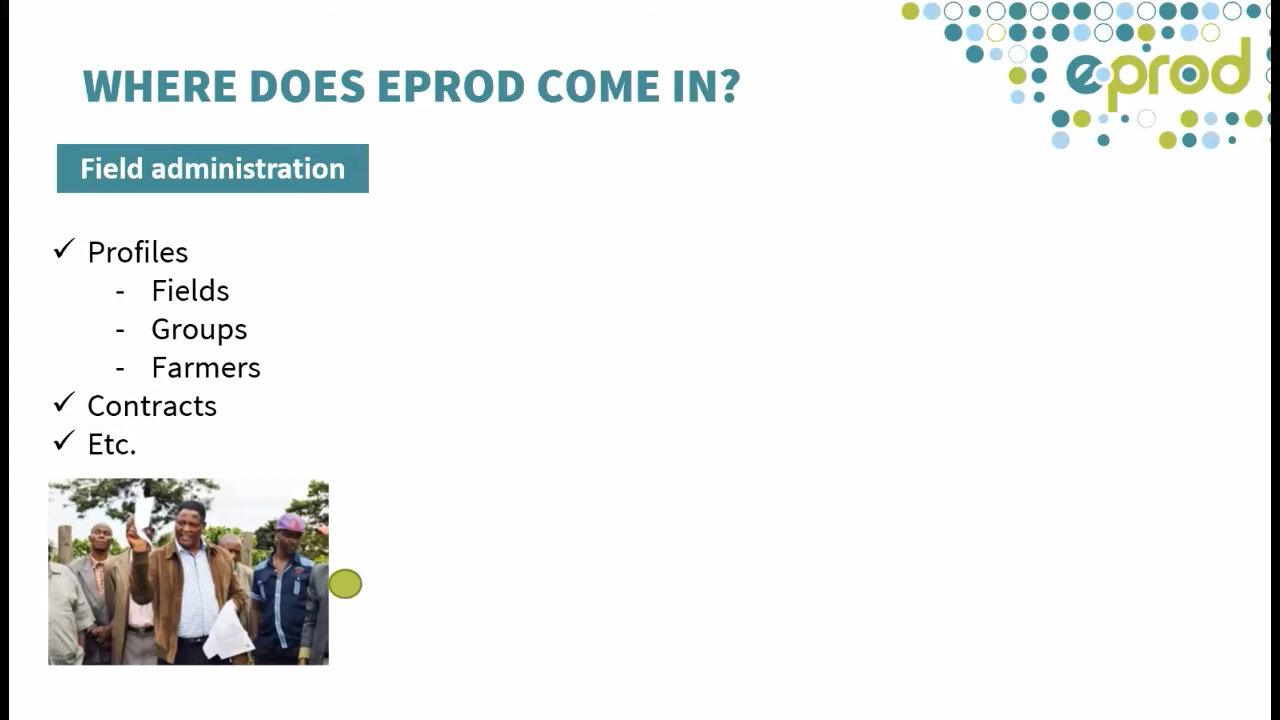 WHERE DOES EPROD COME IN?
eprod
Field administration
✓ Profiles
- Fields
- Groups
- Farmers
✓ Contracts
✓ Etc.